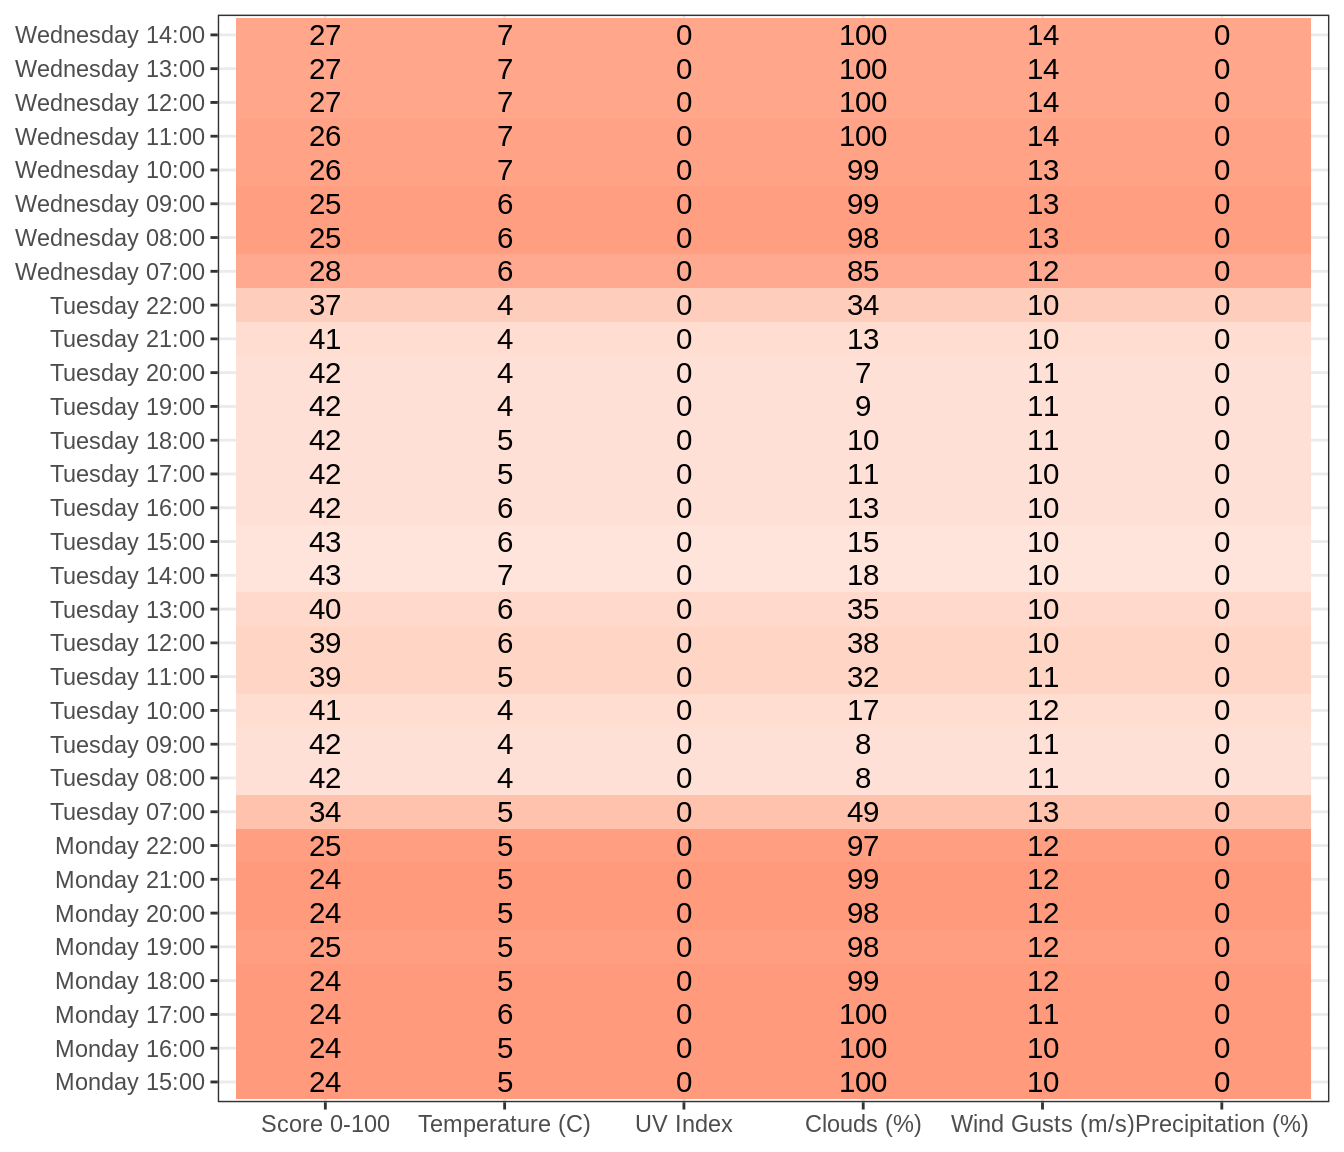 Wednesday 14:00 27 7 0 100 14 0
Wednesday 13:00 27 7 0 100 14 0
Wednesday 12:00 27 7 0 100 14 0
Wednesday 11:00 26 7 0 100 14 0
Wednesday 10:00 26 7 0 99 13 0
Wednesday 09:00 25 6 0 99 13 0
Wednesday 08:00 25 6 0 98 13 0
Wednesday 07:00 28 6 0 85 12 0
Tuesday 22:00 37 4 0 34 10 0
Tuesday 21:00 41 4 0 13 10 0
Tuesday 20:00 42 4 0 7 11 0
Tuesday 19:00 42 4 0 9 11 0
Tuesday 18:00 42 5 0 10 11 0
Tuesday 17:00 42 5 0 11 10 0
Tuesday 16:00 42 6 0 13 10 0
Tuesday 15:00 43 6 0 15 10 0
Tuesday 14:00 43 7 0 18 10 0
Tuesday 13:00 40 6 0 35 10 0
Tuesday 12:00 39 6 0 38 10 0
Tuesday 11:00 39 5 0 32 11 0
Tuesday 10:00 41 4 0 17 12 0
Tuesday 09:00 42 4 0 8 11 0
Tuesday 08:00 42 4 0 8 11 0
Tuesday 07:00 34 5 0 49 13 0
Monday 22:00 25 5 0 97 12 0
Monday 21:00 24 5 0 99 12 0
Monday 20:00 24 5 0 98 12 0
Monday 19:00 25 5 0 98 12 0
Monday 18:00 24 5 0 99 12 0
Monday 17:00 24 6 0 100 11 0
Monday 16:00 24 5 0 100 10 0
Monday 15:00 24 5 0 100 10 0
Score 0-100 Temperature (C) UV Index Clouds (%) Wind Gusts (m/s) Precipitation (%)